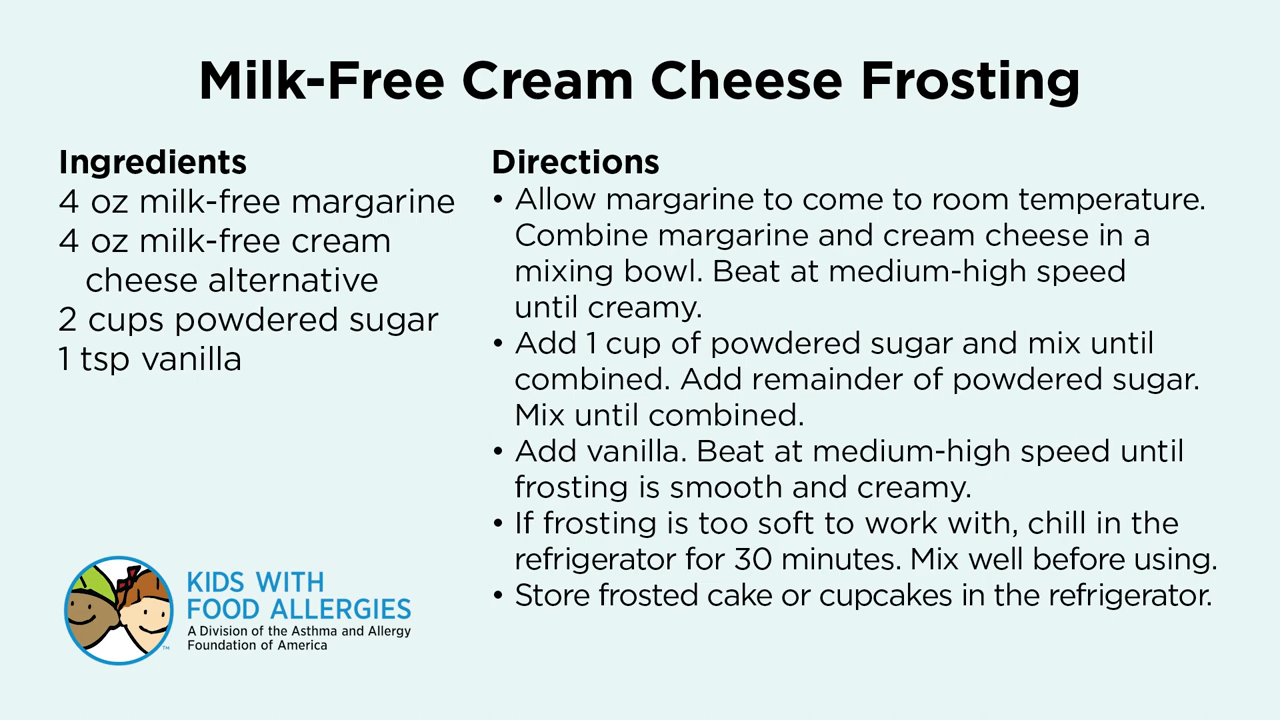 Milk-Free Cream Cheese Frosting
Ingredients
4 oz milk-free margarine
4 oz milk-free cream
cheese alternative
2 cups powdered sugar
1 tsp vanilla
Directions
• Allow margarine to come to room temperature.
Combine margarine and cream cheese in a
mixing bowl. Beat at medium-high speed
until creamy.
• Add 1 cup of powdered sugar and mix until
combined. Add remainder of powdered sugar.
Mix until combined.
• Add vanilla. Beat at medium-high speed until
frosting is smooth and creamy.
• If frosting is too soft to work with, chill in the
refrigerator for 30 minutes. Mix well before using.
• Store frosted cake or cupcakes in the refrigerator.
KIDS WITH
FOOD ALLERGIES
A Division of the Asthma and Allergy
Foundation of America
™